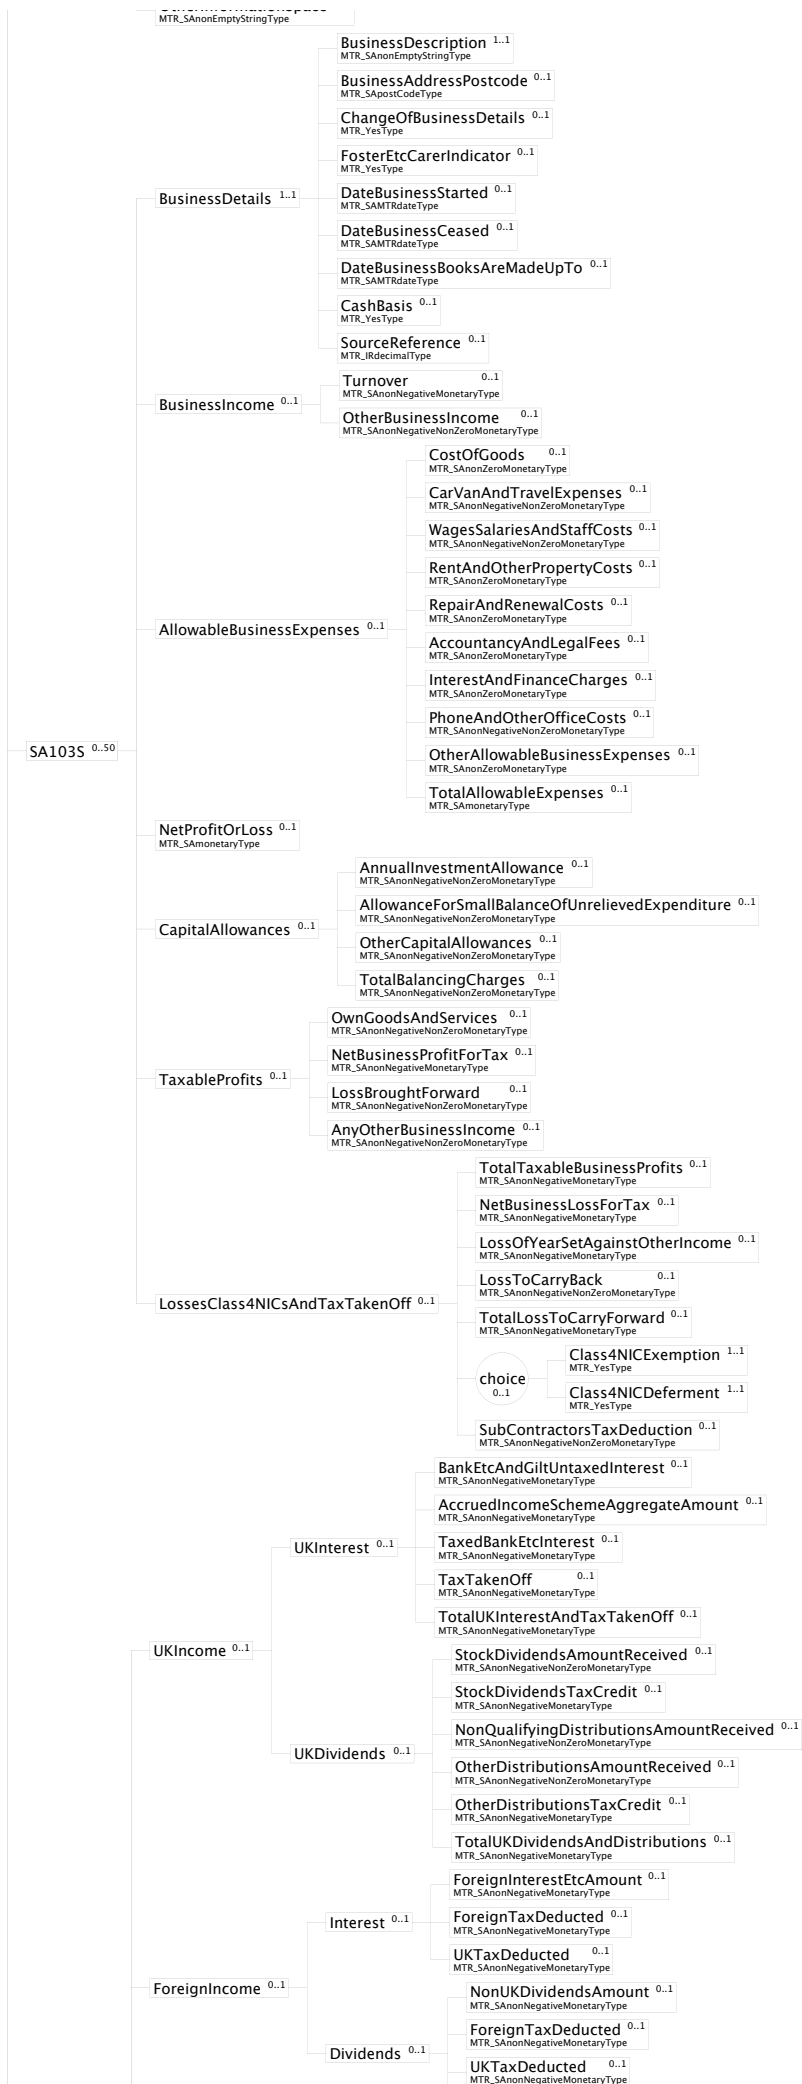 MTR_SAnonEmptyStringType
BusinessDescription 1..1
MTR_SAnonEmptyStringType
BusinessAddressPostcode 0..1
MTR_SApostCodeType
ChangeOfBusinessDetails 0..1
MTR_YesType
FosterEtcCarerIndicator 0..1
MTR_YesType
BusinessDetails 1..1
DateBusinessStarted 0..1
MTR_SAMTRdateType
DateBusinessCeased 0..1
MTR_SAMTRdateType
DateBusinessBooksAreMadeUpTo 0..1
MTR_SAMTRdateType
CashBasis 0..1
MTR_YesType
SourceReference 0..1
MTR_IRdecimalType
BusinessIncome 0..1
Turnover 0..1
MTR_SAnonNegativeMonetaryType
OtherBusinessIncome 0..1
MTR_SAnonNegativeNonZeroMonetaryType
CostOfGoods 0..1
MTR_SAnonZeroMonetaryType
CarVanAndTravelExpenses 0..1
MTR_SAnonNegativeNonZeroMonetaryType
WagesSalariesAndStaffCosts 0..1
MTR_SAnonNegativeNonZeroMonetaryType
RentAndOtherPropertyCosts 0..1
MTR_SAnonZeroMonetaryType
RepairAndRenewalCosts 0..1
MTR_SAnonZeroMonetaryType
AllowableBusinessExpenses 0..1
AccountancyAndLegalFees 0..1
MTR_SAnonZeroMonetaryType
InterestAndFinanceCharges 0..1
MTR_SAnonZeroMonetaryType
PhoneAndOtherOfficeCosts 0..1
MTR_SAnonNegativeNonZeroMonetaryType
OtherAllowableBusinessExpenses 0..1
MTR_SAnonZeroMonetaryType
SA103S 0..50
TotalAllowableExpenses 0..1
MTR_SAmonetaryType
NetProfitOrLoss 0..1
MTR_SAmonetaryType
AnnualInvestmentAllowance 0..1
MTR_SAnonNegativeNonZeroMonetaryType
AllowanceForSmallBalanceOfUnrelievedExpenditure 0..1
MTR_SAnonNegativeNonZeroMonetaryType
CapitalAllowances 0..1
OtherCapitalAllowances 0..1
MTR_SAnonNegativeNonZeroMonetaryType
TotalBalancingCharges 0..1
MTR_SAnonNegativeNonZeroMonetaryType
OwnGoodsAndServices 0..1
MTR_SAnonNegativeNonZeroMonetaryType
NetBusinessProfitForTax 0..1
MTR_SAnonNegativeMonetaryType
TaxableProfits 0..1
LossBroughtForward 0..1
MTR_SAnonNegativeNonZeroMonetaryType
AnyOtherBusinessIncome 0..1
MTR_SAnonNegativeNonZeroMonetaryType
TotalTaxableBusinessProfits 0..1
MTR_SAnonNegativeMonetaryType
NetBusinessLossForTax 0..1
MTR_SAnonNegativeMonetaryType
LossOfYearSetAgainstOtherIncome 0..1
MTR_SAnonNegativeMonetaryType
LossToCarryBack 0..1
MTR_SAnonNegativeNonZeroMonetaryType
LossesClass4NICsAndTaxTakenOff 0..1
TotalLossToCarryForward 0..1
MTR_SAnonNegativeMonetaryType
choice
0..1
Class4NICExemption 1..1
MTR_YesType
Class4NICDeferment 1..1
MTR_YesType
SubContractorsTaxDeduction 0..1
MTR_SAnonNegativeNonZeroMonetaryType
BankEtcAndGiltUntaxedInterest 0..1
MTR_SAnonNegativeMonetaryType
AccruedIncomeSchemeAggregateAmount 0..1
MTR_SAnonNegativeMonetaryType
UKInterest 0..1
TaxedBankEtcInterest 0..1
MTR_SAnonNegativeMonetaryType
TaxTakenOff 0..1
MTR_SAnonNegativeMonetaryType
TotalUKInterestAndTaxTakenOff 0..1
MTR_SAnonNegativeMonetaryType
UKIncome 0..1
StockDividendsAmountReceived 0..1
MTR_SAnonNegativeNonZeroMonetaryType
StockDividendsTaxCredit 0..1
MTR_SAnonNegativeMonetaryType
NonQualifyingDistributionsAmountReceived 0..1
MTR_SAnonNegativeNonZeroMonetaryType
UKDividends 0..1
OtherDistributionsAmountReceived 0..1
MTR_SAnonNegativeNonZeroMonetaryType
OtherDistributionsTaxCredit 0..1
MTR_SAnonNegativeMonetaryType
TotalUKDividendsAndDistributions 0..1
MTR_SAnonNegativeMonetaryType
ForeignInterestEtcAmount 0..1
MTR_SAnonNegativeMonetaryType
Interest 0..1
ForeignTaxDeducted 0..1
MTR_SAnonNegativeMonetaryType
UKTaxDeducted 0..1
MTR_SAnonNegativeMonetaryType
ForeignIncome 0..1
NonUKDividendsAmount 0..1
MTR_SAnonNegativeMonetaryType
ForeignTaxDeducted 0..1
MTR_SAnonNegativeMonetaryType
Dividends 0..1
UKTaxDeducted 0..1
MTR_SAnonNegativeMonetaryType